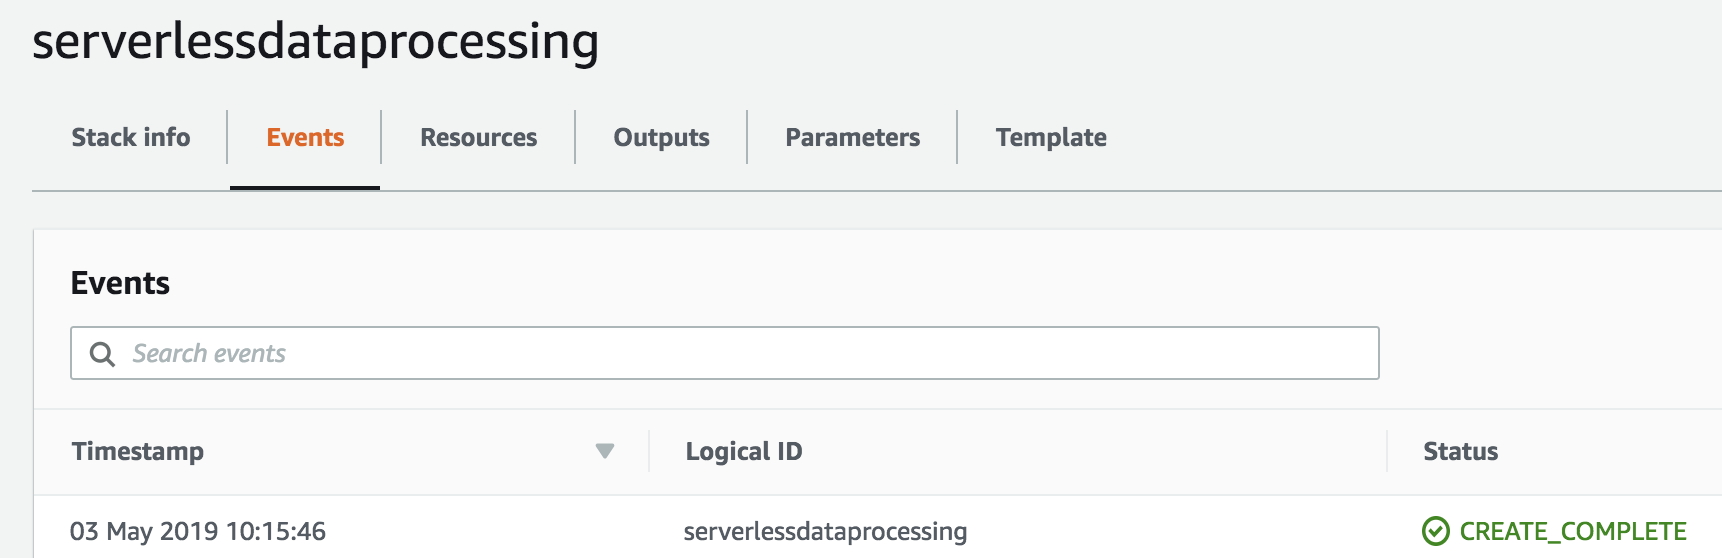 serverlessdataprocessing
Stack info Events Resources Outputs Parameters Template
Events
Search events
Timestamp Logical ID Status
03 May 2019 10:15:46 serverlessdataprocessing CREATE_COMPLETE